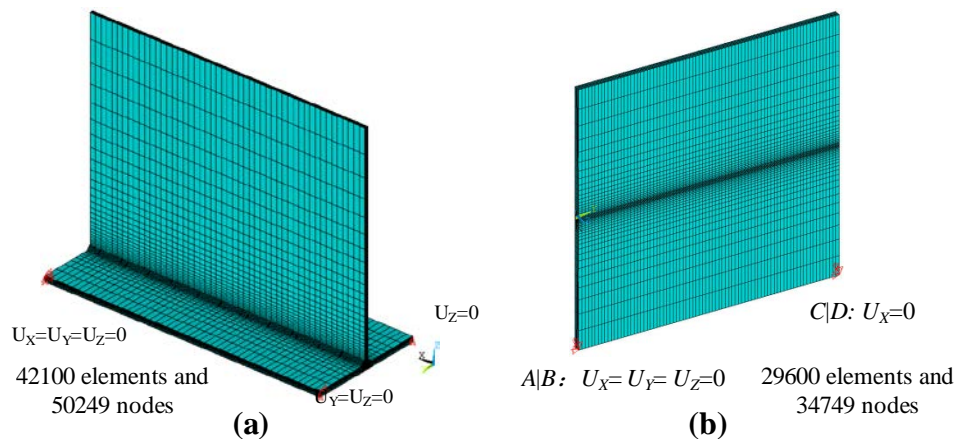 U_Z=0
U_X=U_Y=U_Z=0
C|D: U_X=0
A|B： U_X= U_Y= U_Z=0
42100 elements and
50249 nodes
U_Y=U_Z=0
29600 elements and
34749 nodes
(a)
(b)